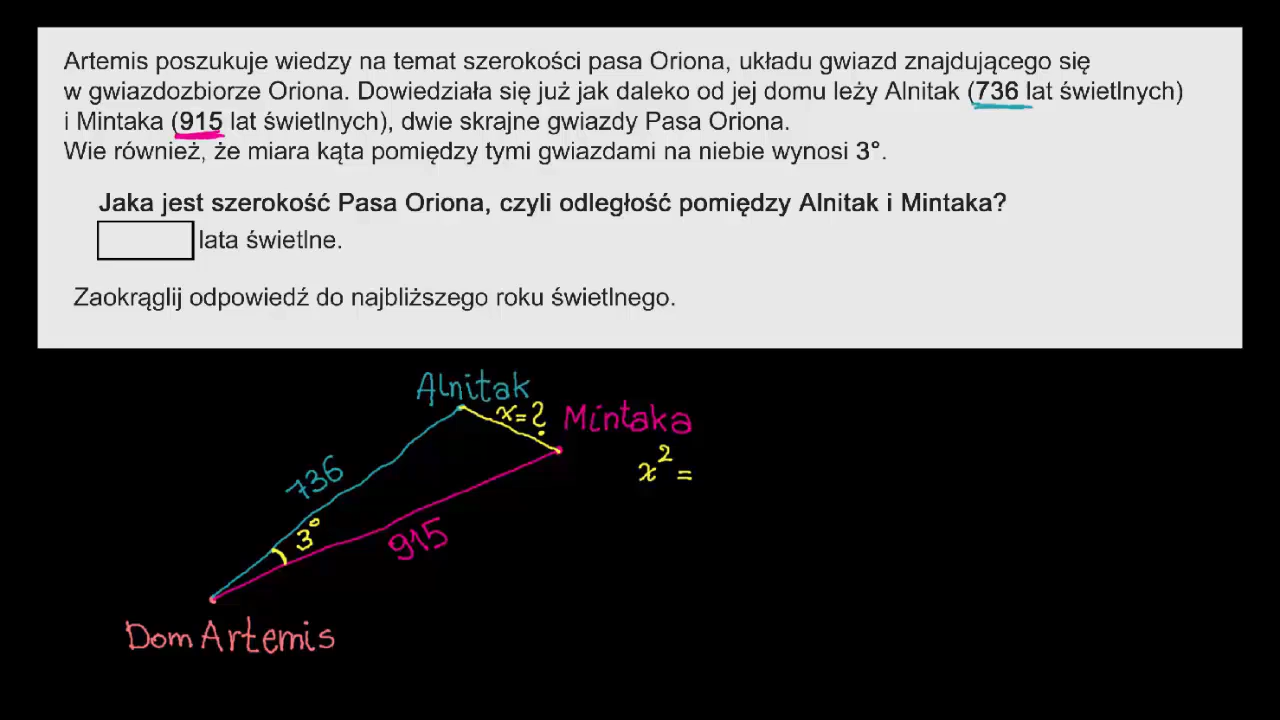 Artemis poszukuje wiedzy na temat szerokości pasa Oriona, układu gwiazd znajdującego się
w gwiazdozbiorze Oriona. Dowiedziała się już jak daleko od jej domu leży Alnitak (736 lat świetlnych)
i Mintaka (915 lat świetlnych), dwie skrajne gwiazdy Pasa Oriona.
Wie również, że miara kąta pomiędzy tymi gwiazdami na niebie wynosi 3°.
Jaka jest szerokość Pasa Oriona, czyli odległość pomiędzy Alnitak i Mintaka?
lata świetlne.
Zaokrąglij odpowiedź do najbliższego roku świetlnego.
Alnitak
x=?
Mintaka
x²=
736
3°
915
Dom Artemis